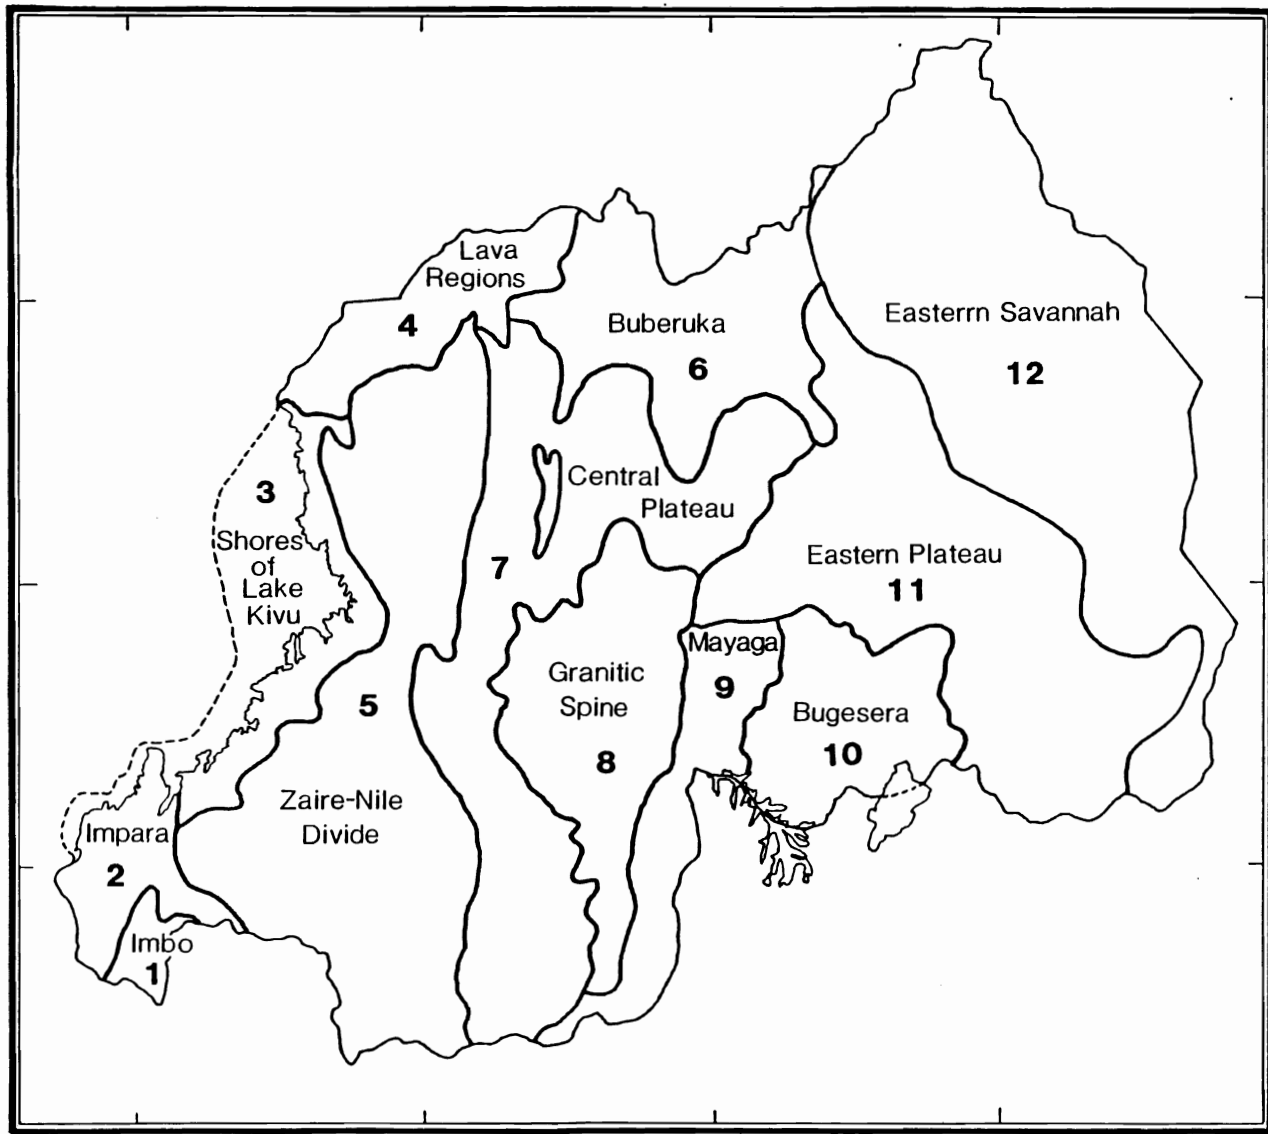 Lava
Regions
4
Buberuka
6
Easterrn Savannah
12
3
Shores
of
Lake
Kivu
Central
Plateau
7
Eastern Plateau
11
Mayaga
9
Granitic
Spine
8
5
Bugesera
10
Zaire-Nile
Divide
Impara
2
Imbo
1